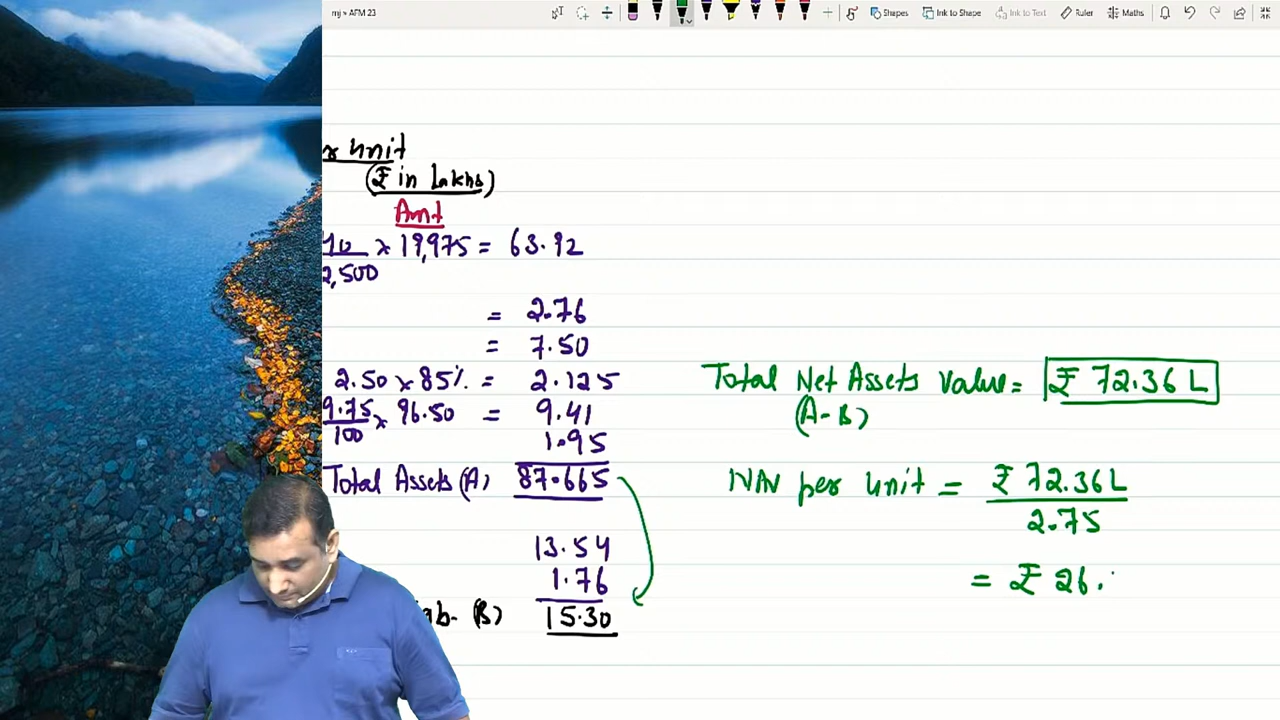 mj » AFM 23
Shapes Ink to Shape Ink to Text Ruler Maths
Unit
(₹ in Lakhs)
Amt
40/2,500 × 19,975 = 63.92
= 2.76
= 7.50
2.50 × 85% = 2.125
9.75/100 × 96.50 = 9.41
1.95
Total Assets (A) 87.665
13.54
1.76
(B) 15.30
Total Net Assets Value = ₹ 72.36 L
(A-B)
NAV per unit = ₹ 72.36 L
2.75
= ₹ 26.